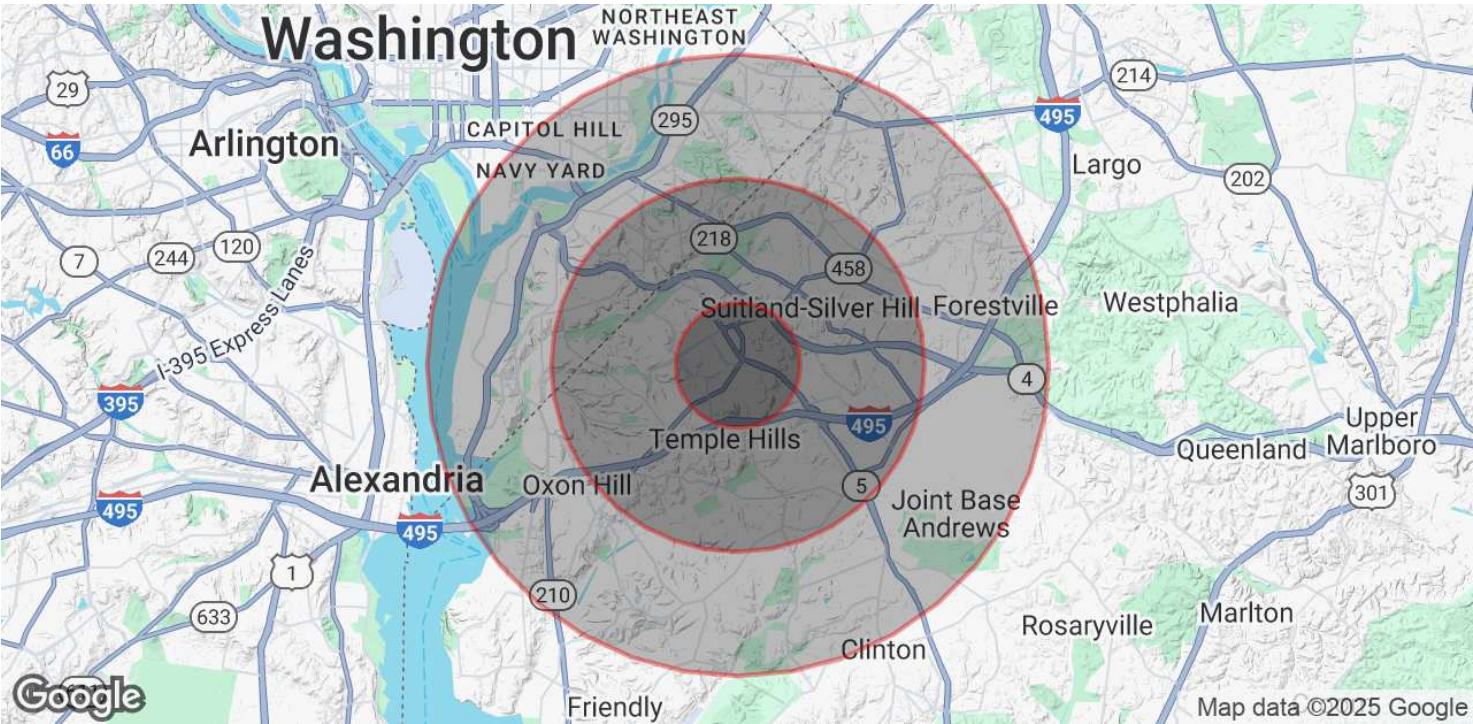 NORTHEAST
WASHINGTON
Washington
29
214
495
295
CAPITOL HILL
Arlington
66
NAVY YARD
Largo
202
218
120
244
7
458
I-395 Express Lanes
Suitland-Silver Hill
Forestville
Westphalia
4
395
495
Temple Hills
Upper
Marlboro
Queenland
Alexandria
Oxon Hill
5
301
Joint Base
Andrews
495
495
1
210
633
Marlton
Rosaryville
Clinton
Google
Friendly
Map data ©2025 Google